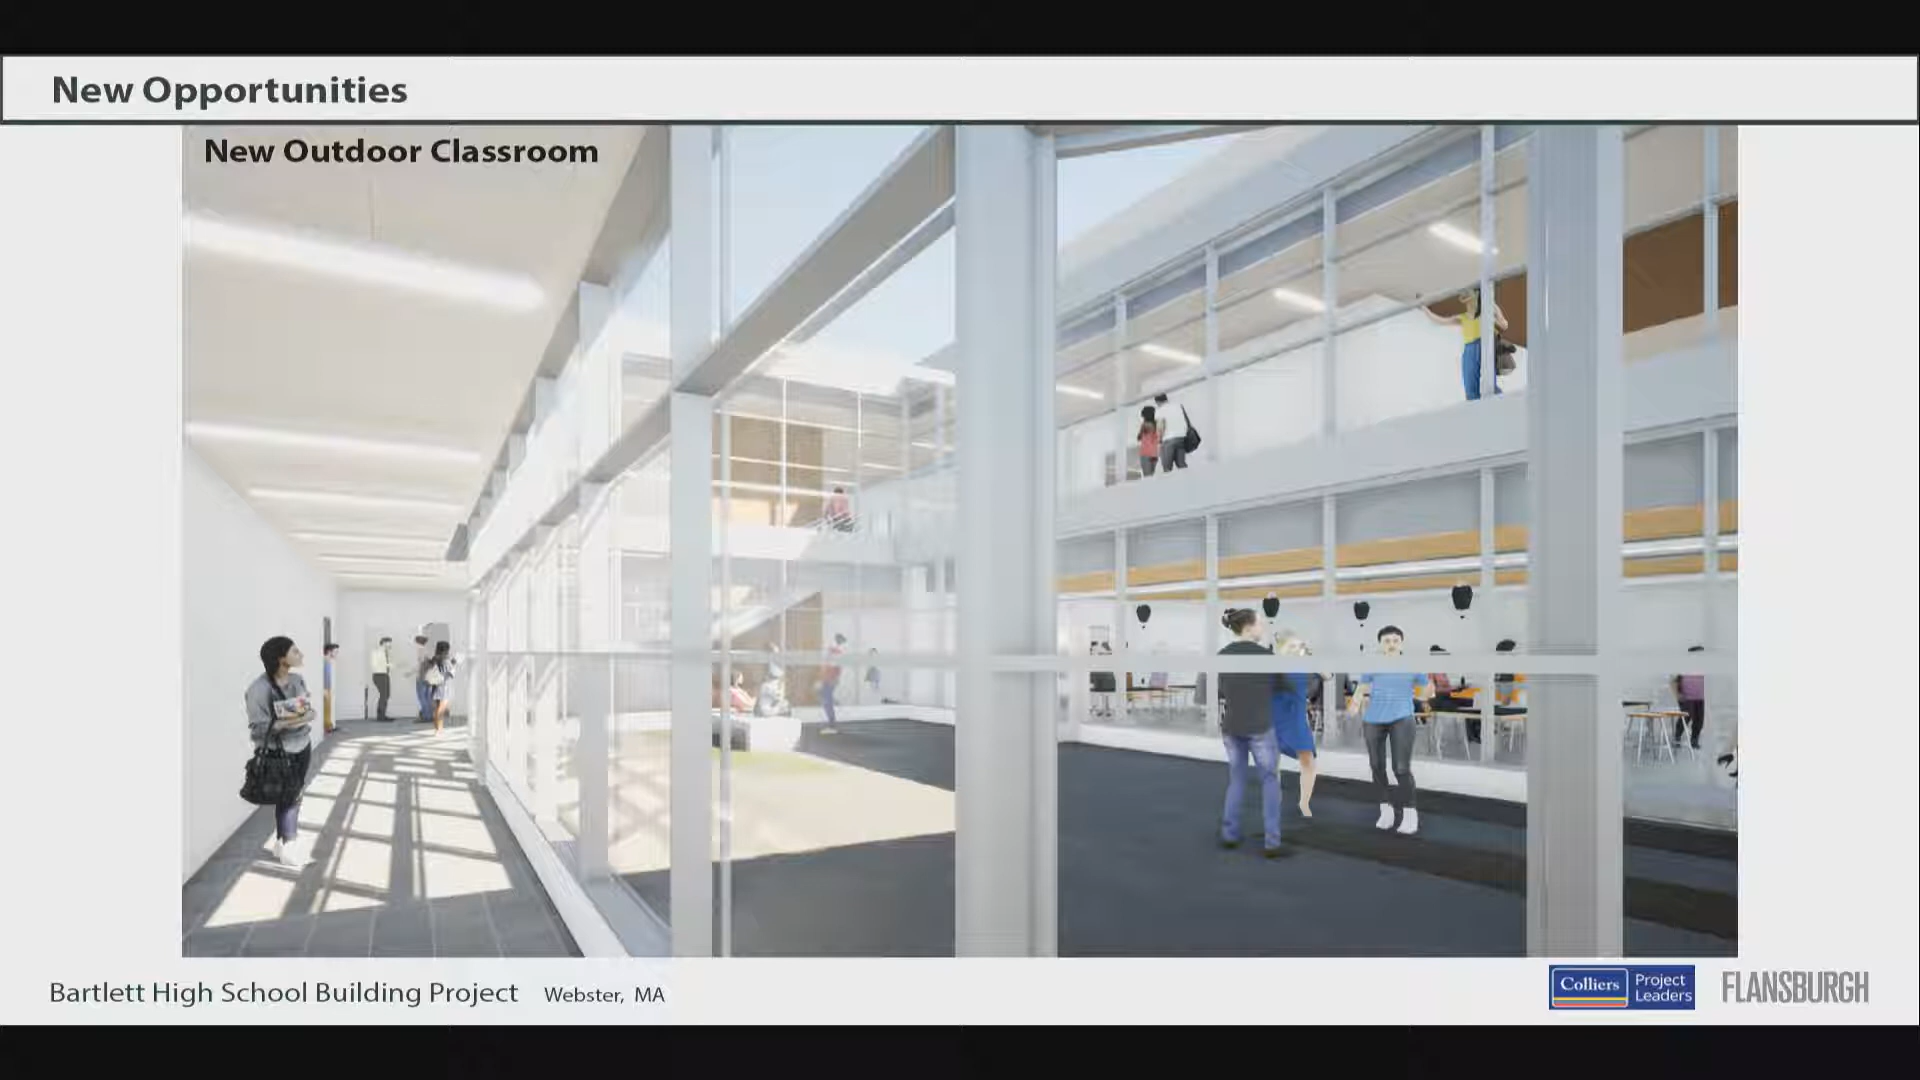 New Opportunities
New Outdoor Classroom
Bartlett High School Building Project Webster, MA
Colliers Project Leaders
FLANSBURGH